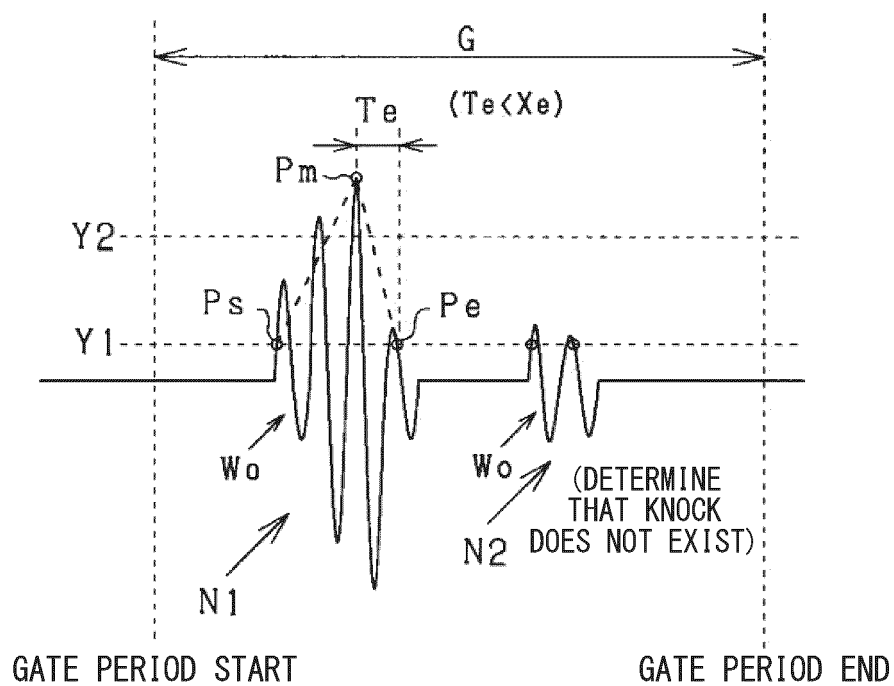 G
Te (Te<Xe)
Pm
Y2
Ps
Pe
Y1
Wo
Wo
(DETERMINE
THAT KNOCK
DOES NOT EXIST)
N2
N1
GATE PERIOD START
GATE PERIOD END